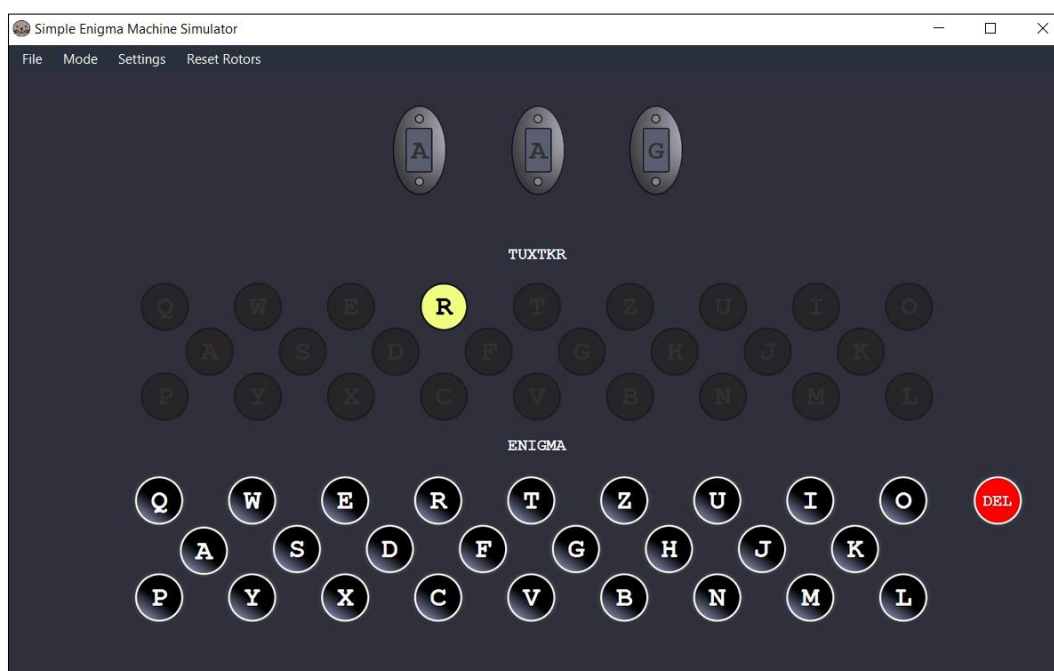 Simple Enigma Machine Simulator
File Mode Settings Reset Rotors
A A G
TUXTKR
Q W E R T Z U I O
A S D F G H J K
P Y X C V B N M L
ENIGMA
Q W E R T Z U I O DEL
A S D F G H J K
P Y X C V B N M L